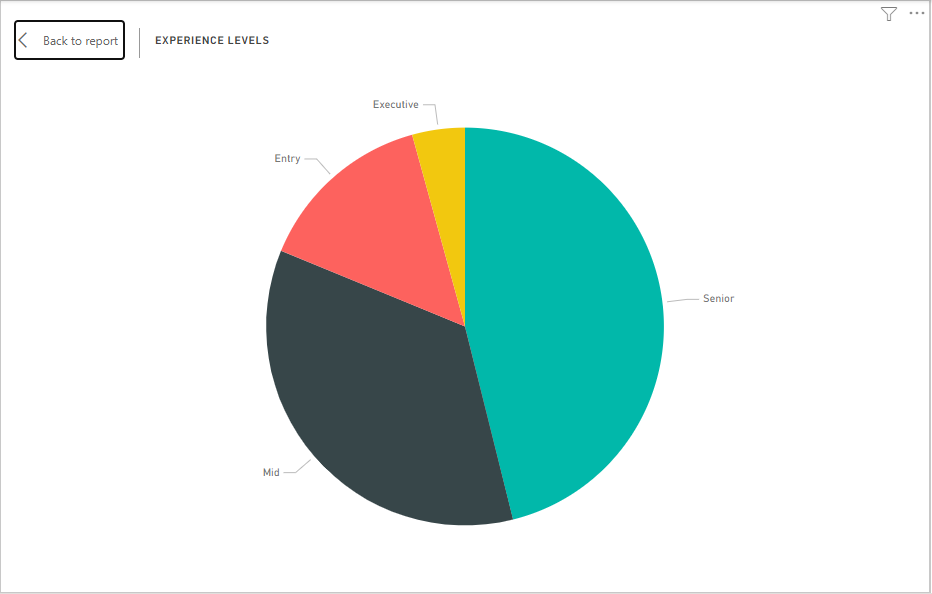 Back to report
EXPERIENCE LEVELS
Executive
Entry
Senior
Mid